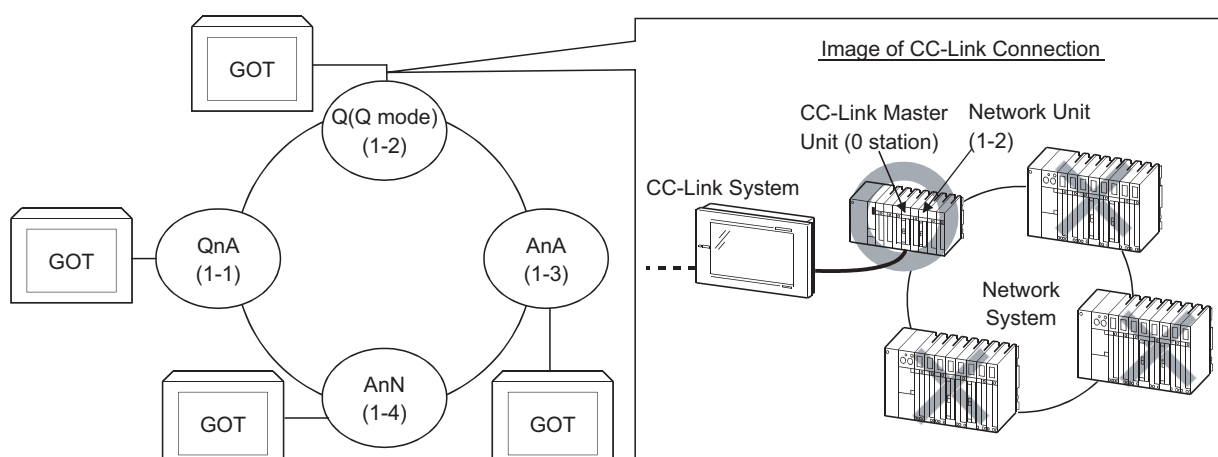 GOT
Q(Q mode)
(1-2)
GOT
QnA
(1-1)
AnA
(1-3)
GOT
AnN
(1-4)
GOT
Image of CC-Link Connection
CC-Link Master
Unit (0 station)
Network Unit
(1-2)
CC-Link System
Network
System